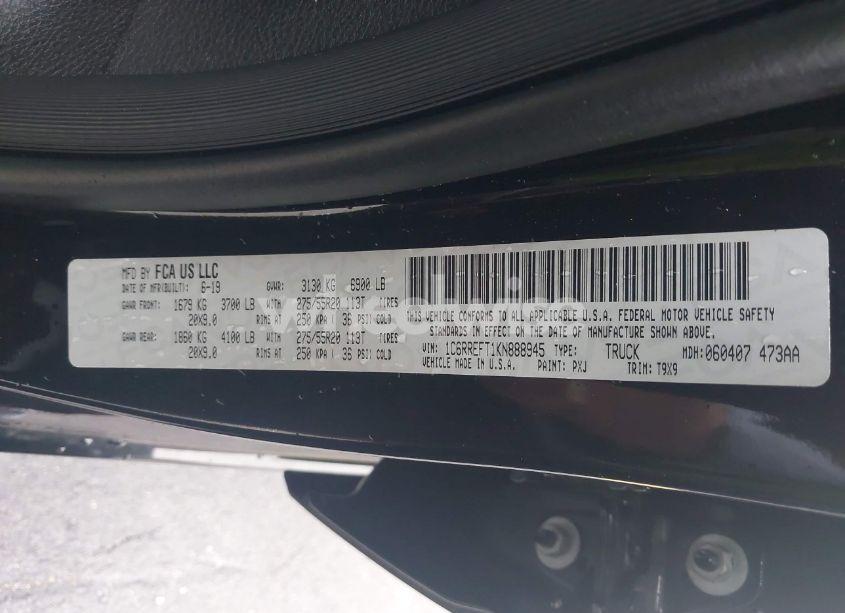 MFD BY FCA US LLC
DATE OF MFR(BUILT): 6-19 GVWR: 3130 KG 6900 LB
GAWR FRONT: 1679 KG 3700 LB WITH 275/55R20 113T TIRES
20X9.0 RIMS AT 250 KPA( 36 PSI) COLD
GAWR REAR: 1860 KG 4100 LB WITH 275/55R20 113T TIRES
20X9.0 RIMS AT 250 KPA( 36 PSI) COLD
THIS VEHICLE CONFORMS TO ALL APPLICABLE U.S.A. FEDERAL MOTOR VEHICLE SAFETY
STANDARDS IN EFFECT ON THE DATE OF MANUFACTURE SHOWN ABOVE.
VIN: 1C6RREFT1KN888945 TYPE: TRUCK MDH:060407 473AA
VEHICLE MADE IN U.S.A. PAINT: PXJ TRIM: T9X9